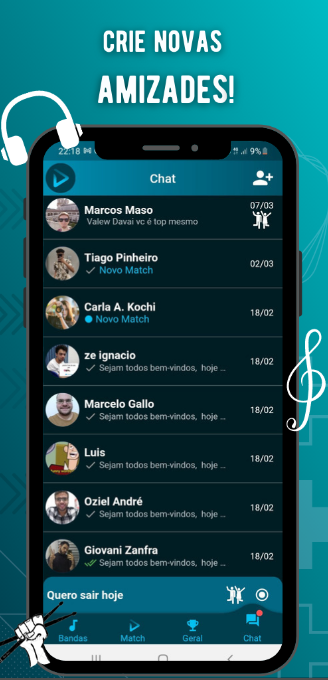 CRIE NOVAS
AMIZADES!
22:18 9%
Chat
Marcos Maso 07/03
Valew Davai vc é top mesmo
Tiago Pinheiro 02/03
Novo Match
Carla A. Kochi 18/02
Novo Match
ze ignacio 18/02
Sejam todos bem-vindos, hoje ...
Marcelo Gallo 18/02
Sejam todos bem-vindos, hoje ...
Luis 18/02
Sejam todos bem-vindos, hoje ...
Oziel André 18/02
Sejam todos bem-vindos, hoje ...
Giovani Zanfra 18/02
Sejam todos bem-vindos, hoje ...
Quero sair hoje
Bandas Match Geral Chat